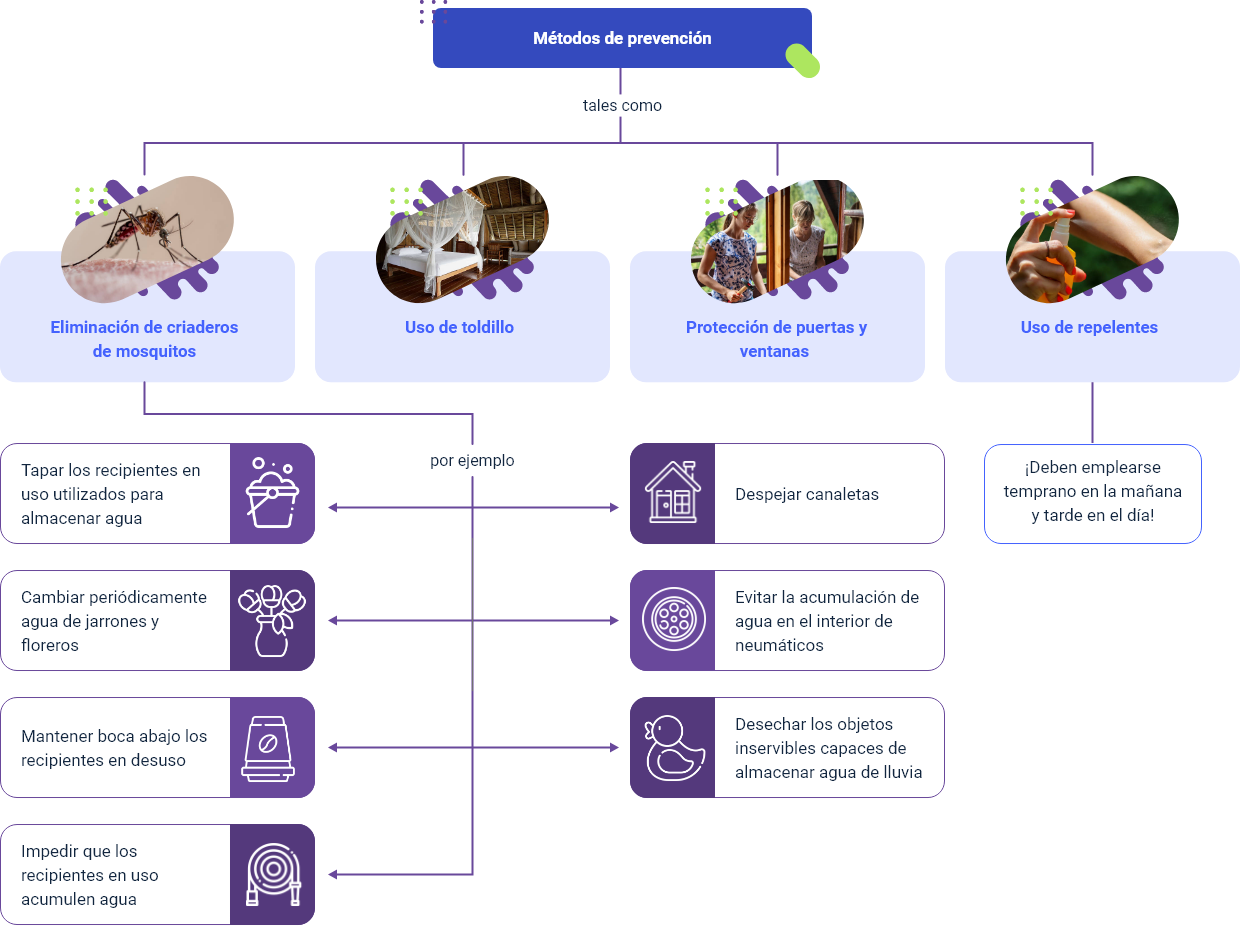 Métodos de prevención
tales como
Eliminación de criaderos
de mosquitos
Uso de toldillo
Protección de puertas y
ventanas
Uso de repelentes
por ejemplo
Tapar los recipientes en
uso utilizados para
almacenar agua
Despejar canaletas
¡Deben emplearse
temprano en la mañana
y tarde en el día!
Cambiar periódicamente
agua de jarrones y
floreros
Evitar la acumulación de
agua en el interior de
neumáticos
Mantener boca abajo los
recipientes en desuso
Desechar los objetos
inservibles capaces de
almacenar agua de lluvia
Impedir que los
recipientes en uso
acumulen agua